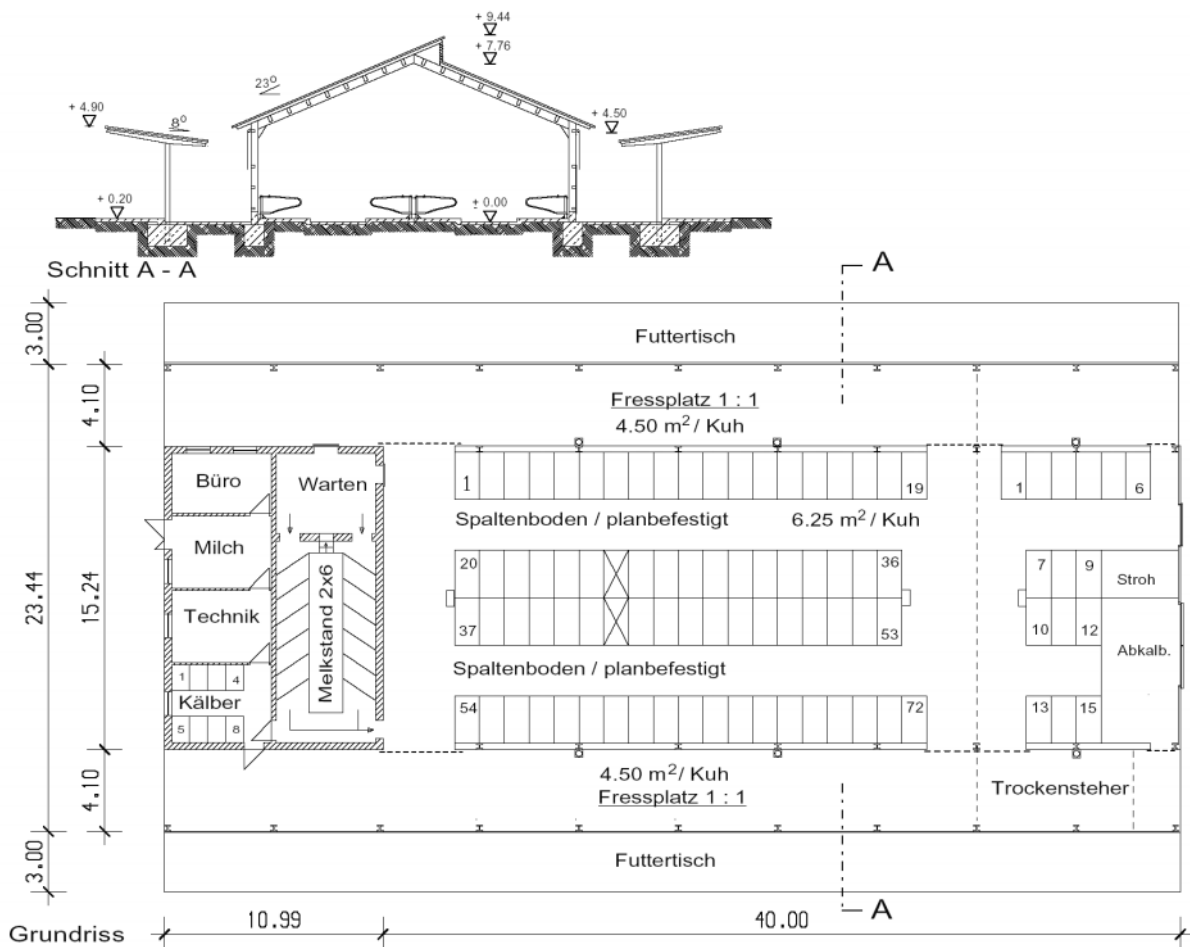 + 9.44
+ 7.76
23°
+ 4.90
8°
+ 4.50
+ 0.20
± 0.00
Schnitt A - A
A
3.00
Futtertisch
4.10
Fressplatz 1 : 1
4.50 m² / Kuh
Büro
Warten
1
19
1
6
Spaltenboden / planbefestigt
6.25 m² / Kuh
Milch
20
36
7
9
Stroh
23.44
15.24
Technik
Melkstand 2x6
37
53
10
12
Abkalb.
Spaltenboden / planbefestigt
1
4
Kälber
5
8
54
72
13
15
4.10
4.50 m² / Kuh
Fressplatz 1 : 1
Trockensteher
3.00
Futtertisch
A
Grundriss
10.99
40.00